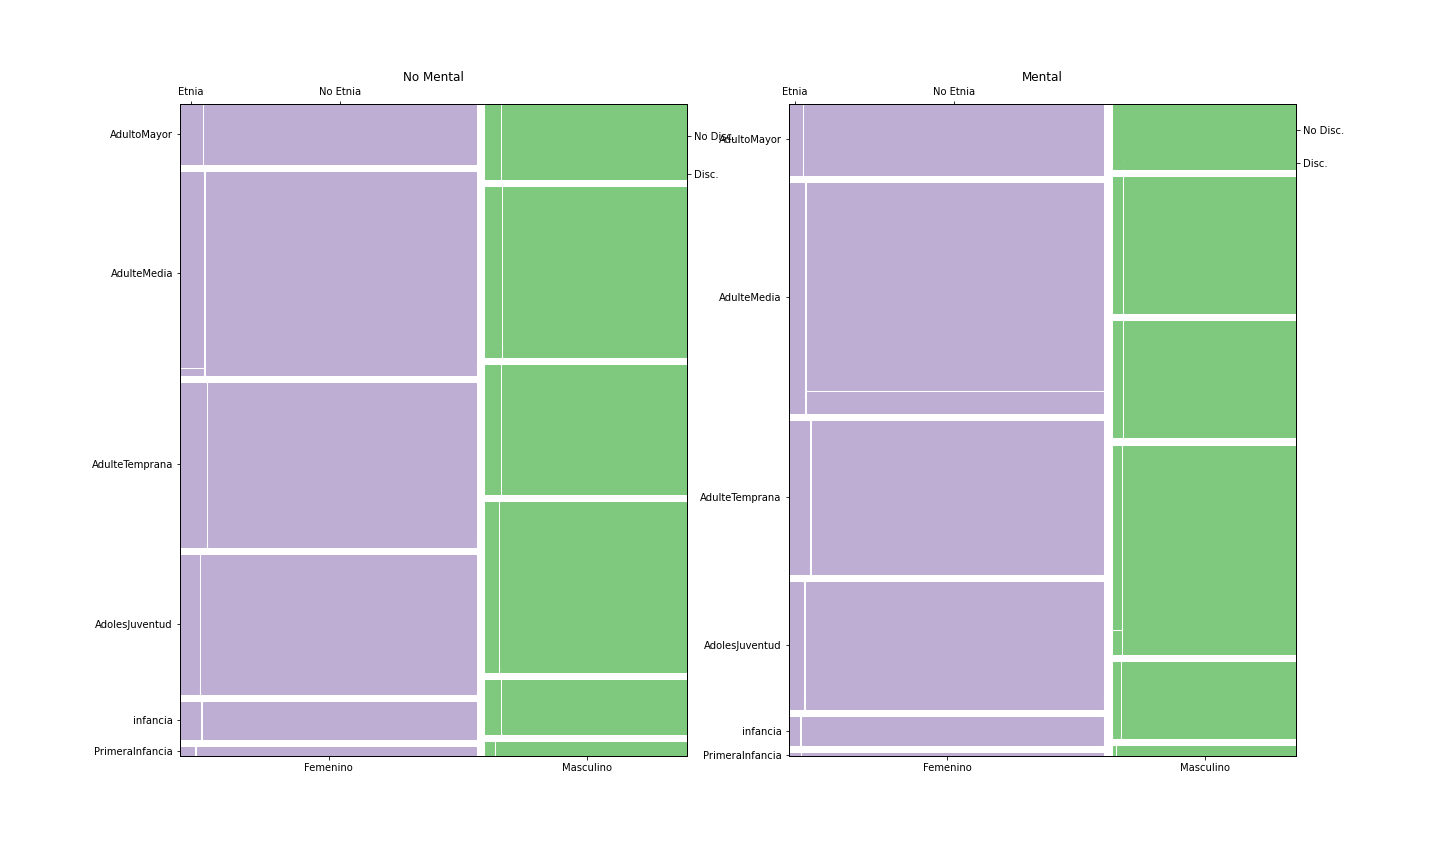 No Mental
Etnia No Etnia
AdultoMayor
AdulteMedia
AdulteTemprana
AdolesJuventud
infancia
PrimeraInfancia
No Disc.
Disc.
Femenino Masculino
Mental
Etnia No Etnia
AdultoMayor
AdulteMedia
AdulteTemprana
AdolesJuventud
infancia
PrimeraInfancia
No Disc.
Disc.
Femenino Masculino